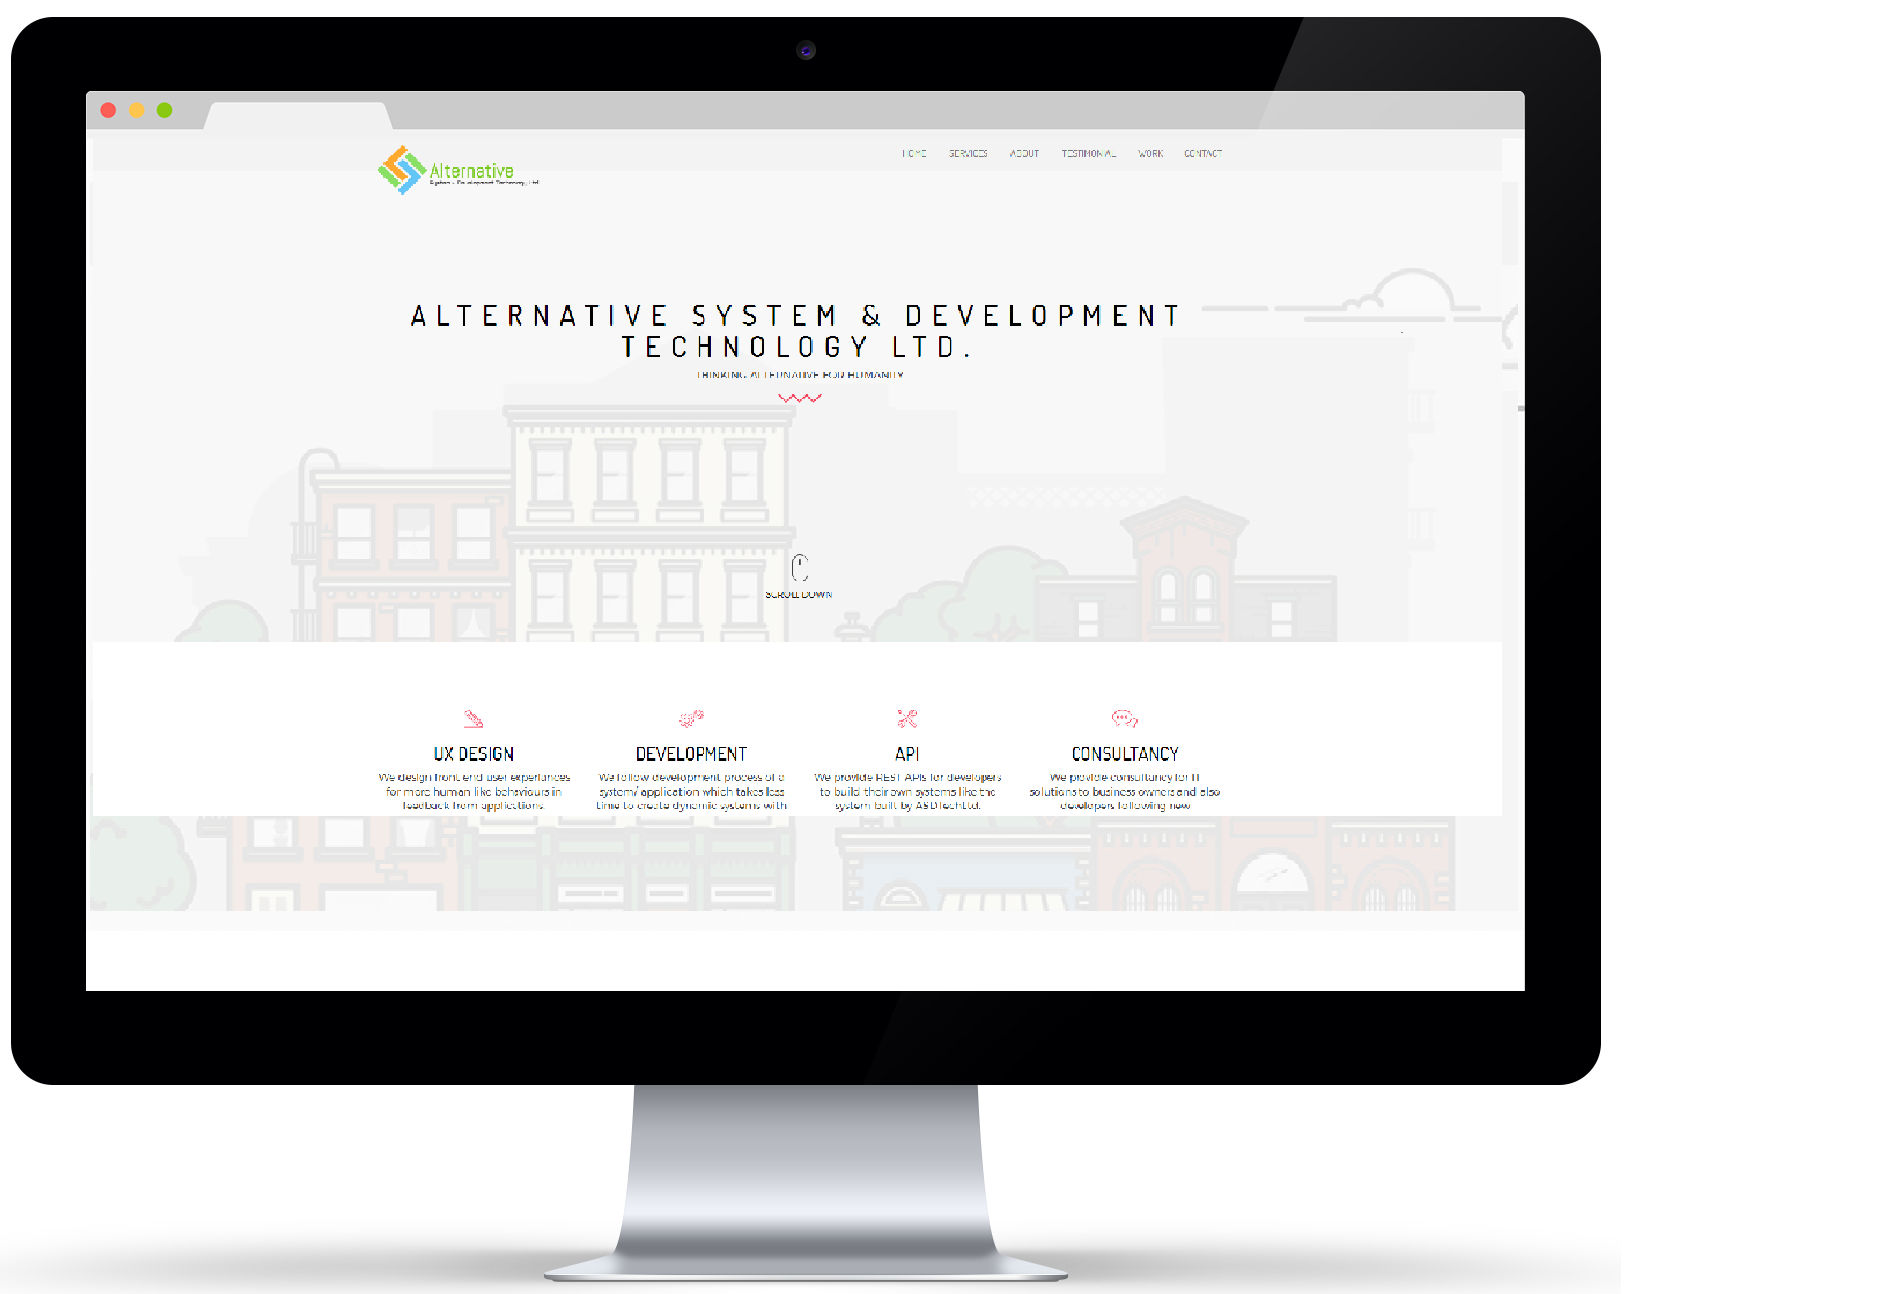 HOME SERVICES ABOUT TESTIMONIAL WORK CONTACT
Alternative
System & Development Technology, Ltd
ALTERNATIVE SYSTEM & DEVELOPMENT
TECHNOLOGY LTD.
THINKING ALTERNATIVE FOR HUMANITY
SCROLL DOWN
UX DESIGN
We design front end user experiances
for more human like behaviours in
feedback from applications.
DEVELOPMENT
We follow development process of a
system/ application which takes less
time to create dynamic systems with
API
We provide REST APIs for developers
to build their own systems like the
system built by ASDTechLtd.
CONSULTANCY
We provide consultancy for IT
solutions to business owners and also
developers following new